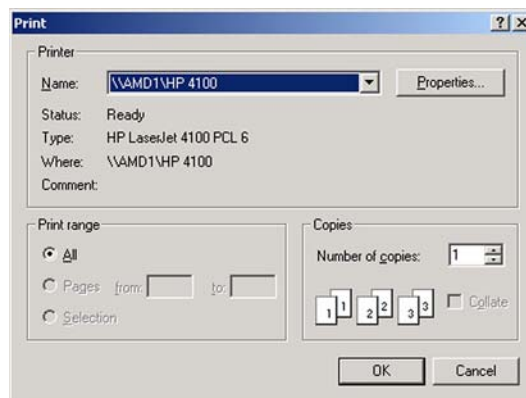 Print
Printer
Name: \\AMD1\HP 4100 Properties...
Status: Ready
Type: HP LaserJet 4100 PCL 6
Where: \\AMD1\HP 4100
Comment:
Print range
All
Pages from: to:
Selection
Copies
Number of copies: 1
1 1 2 2 3 3 Collate
OK Cancel